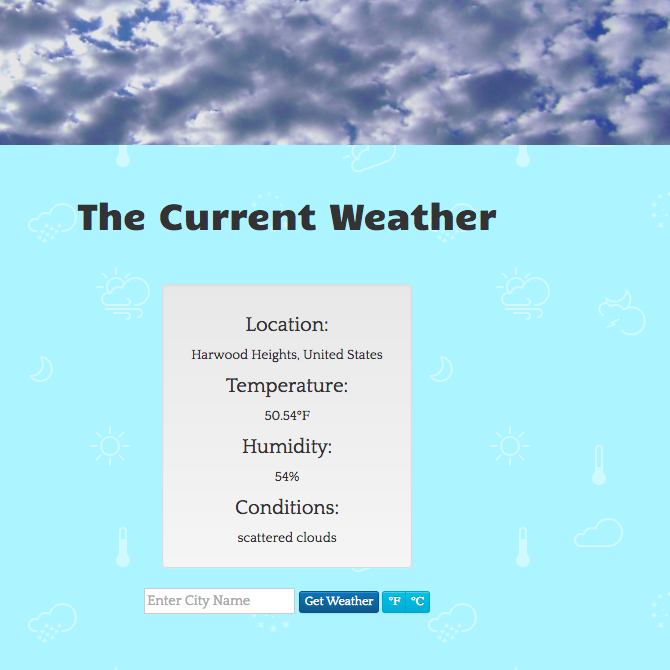 The Current Weather
Location:
Harwood Heights, United States
Temperature:
50.54°F
Humidity:
54%
Conditions:
scattered clouds
Enter City Name Get Weather °F °C